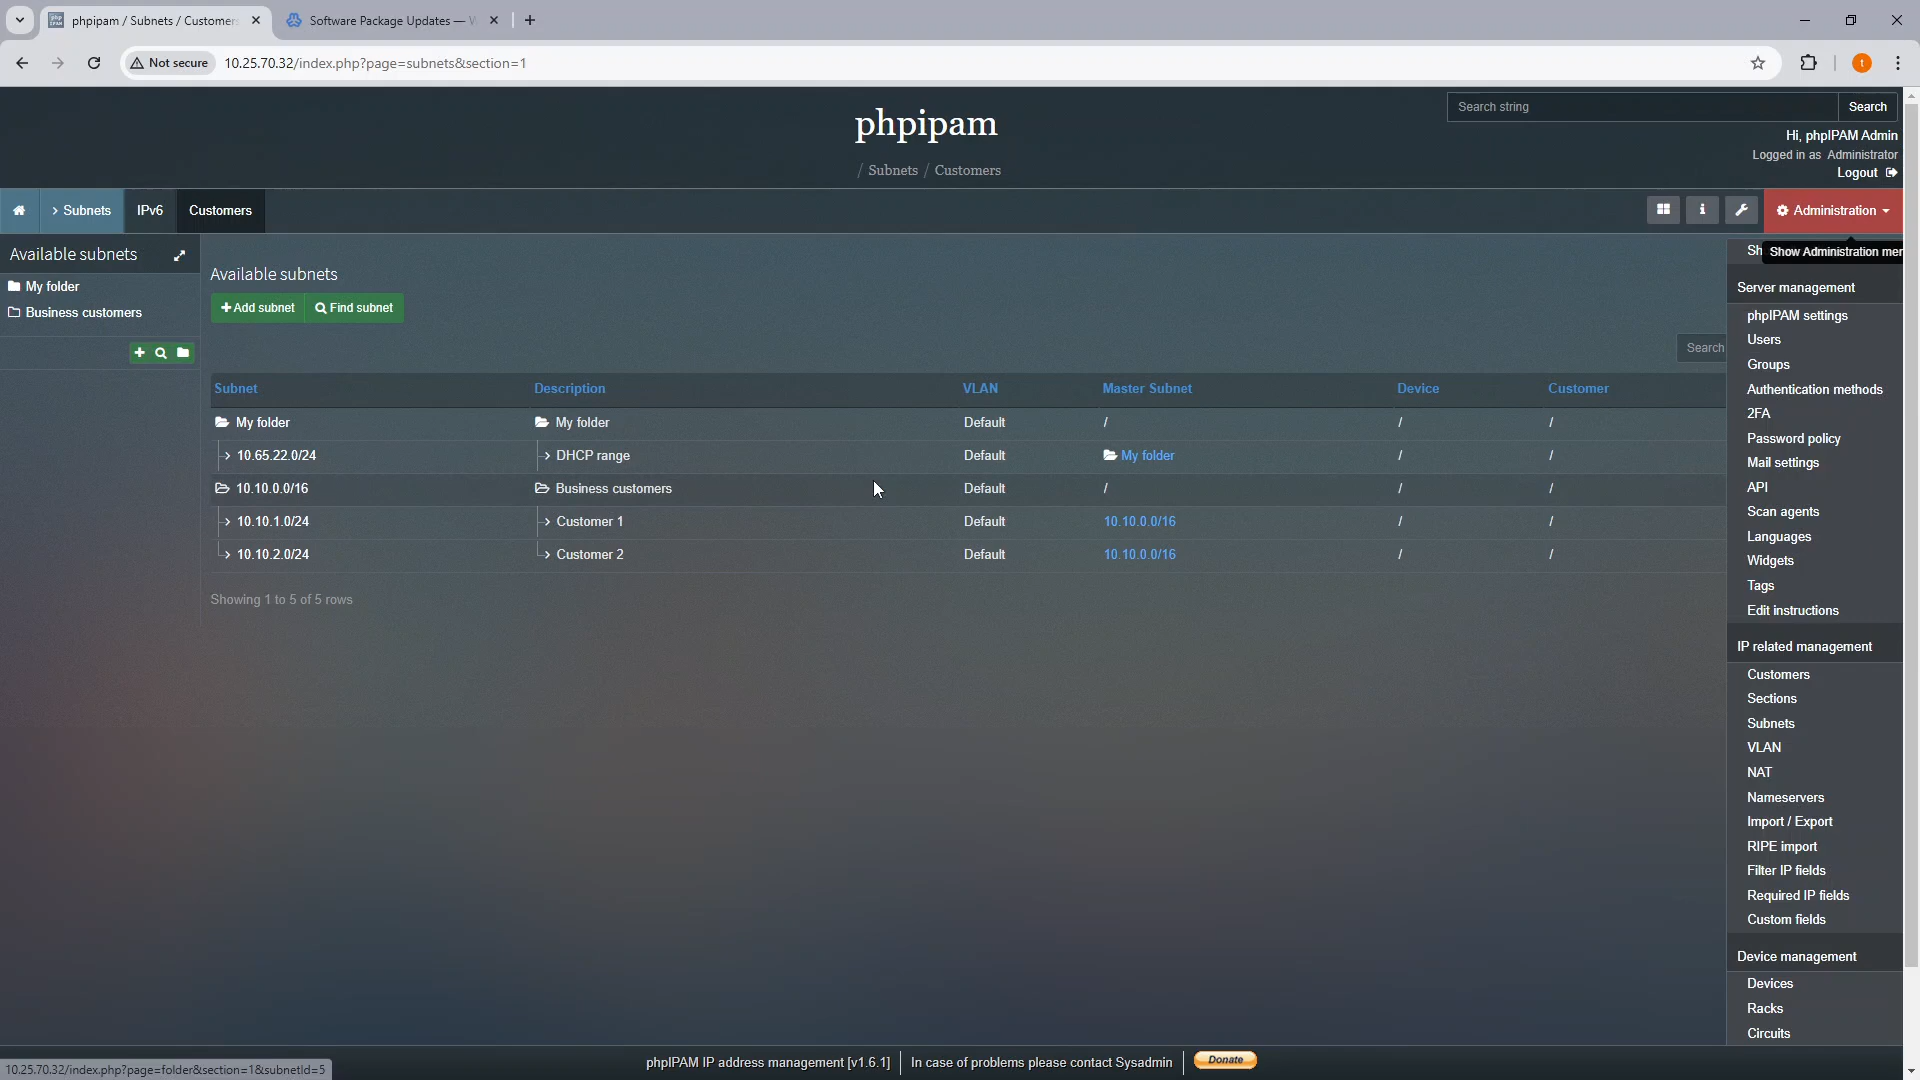 phpipam / Subnets / Customer
Software Package Updates —
Not secure
10.25.70.32/index.php?page=subnets&section=1
t
phpipam
/ Subnets / Customers
Search string
Search
Hi, phpIPAM Admin
Logged in as Administrator
Logout
> Subnets
IPv6
Customers
Administration
Show Administration men
Available subnets
My folder
Business customers
Available subnets
Add subnet
Find subnet
Search
Subnet Description VLAN Master Subnet Device Customer
My folder My folder Default / / /
10.65.22.0/24 DHCP range Default My folder / /
10.10.0.0/16 Business customers Default / / /
10.10.1.0/24 Customer 1 Default 10.10.0.0/16 / /
10.10.2.0/24 Customer 2 Default 10.10.0.0/16 / /
Showing 1 to 5 of 5 rows
Server management
phpIPAM settings
Users
Groups
Authentication methods
2FA
Password policy
Mail settings
API
Scan agents
Languages
Widgets
Tags
Edit instructions
IP related management
Customers
Sections
Subnets
VLAN
NAT
Nameservers
Import / Export
RIPE import
Filter IP fields
Required IP fields
Custom fields
Device management
Devices
Racks
Circuits
phpIPAM IP address management [v1.6.1]
In case of problems please contact Sysadmin
Donate
10.25.70.32/index.php?page=folder&section=1&subnetId=5